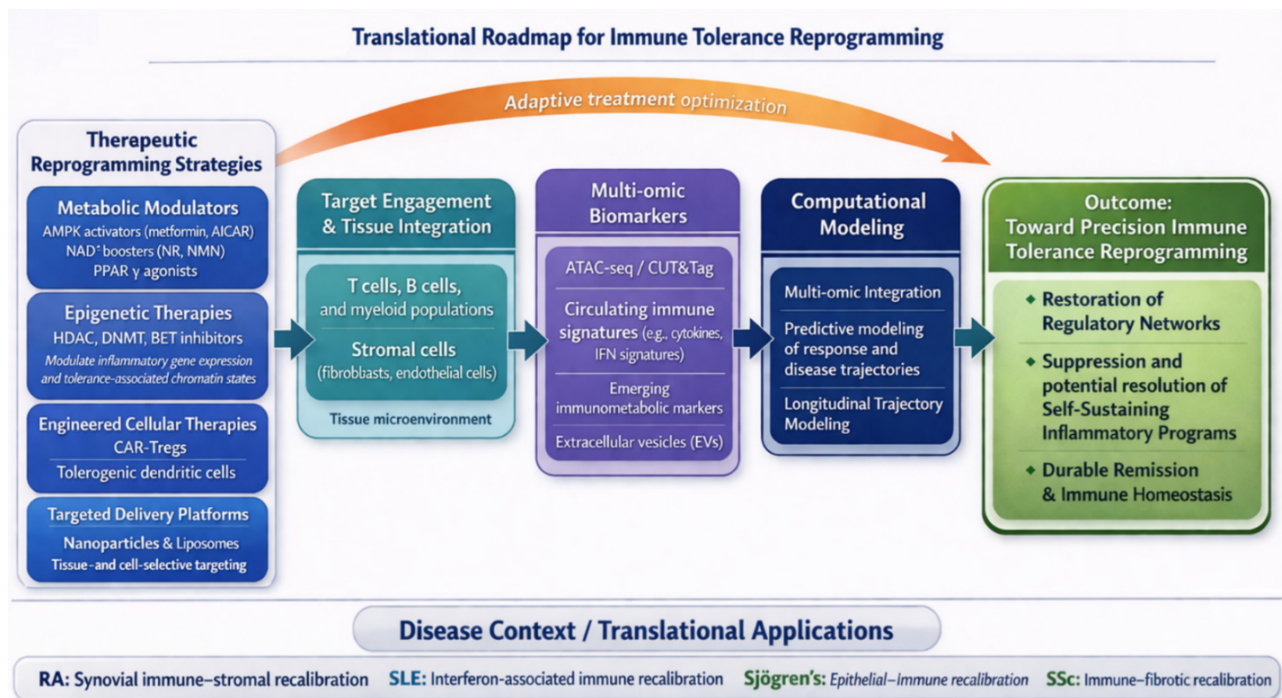 Translational Roadmap for Immune Tolerance Reprogramming
Adaptive treatment optimization
Therapeutic
Reprogramming Strategies
Metabolic Modulators
AMPK activators (metformin, AICAR)
NAD⁺ boosters (NR, NMN)
PPAR γ agonists
Epigenetic Therapies
HDAC, DNMT, BET inhibitors
Modulate inflammatory gene expression
and tolerance-associated chromatin states
Engineered Cellular Therapies
CAR-Tregs
Tolerogenic dendritic cells
Targeted Delivery Platforms
Nanoparticles & Liposomes
Tissue-and cell-selective targeting
Target Engagement
& Tissue Integration
T cells, B cells,
and myeloid populations
Stromal cells
(fibroblasts, endothelial cells)
Tissue microenvironment
Multi-omic
Biomarkers
ATAC-seq / CUT&Tag
Circulating immune
signatures (e.g., cytokines,
IFN signatures)
Emerging
immunometabolic markers
Extracellular vesicles (EVs)
Computational
Modeling
Multi-omic Integration
Predictive modeling
of response and
disease trajectories
Longitudinal Trajectory
Modeling
Outcome:
Toward Precision Immune
Tolerance Reprogramming
◆ Restoration of
Regulatory Networks
◆ Suppression and
potential resolution of
Self-Sustaining
Inflammatory Programs
◆ Durable Remission
& Immune Homeostasis
Disease Context / Translational Applications
RA: Synovial immune–stromal recalibration SLE: Interferon-associated immune recalibration Sjögren's: Epithelial–Immune recalibration SSc: Immune–fibrotic recalibration